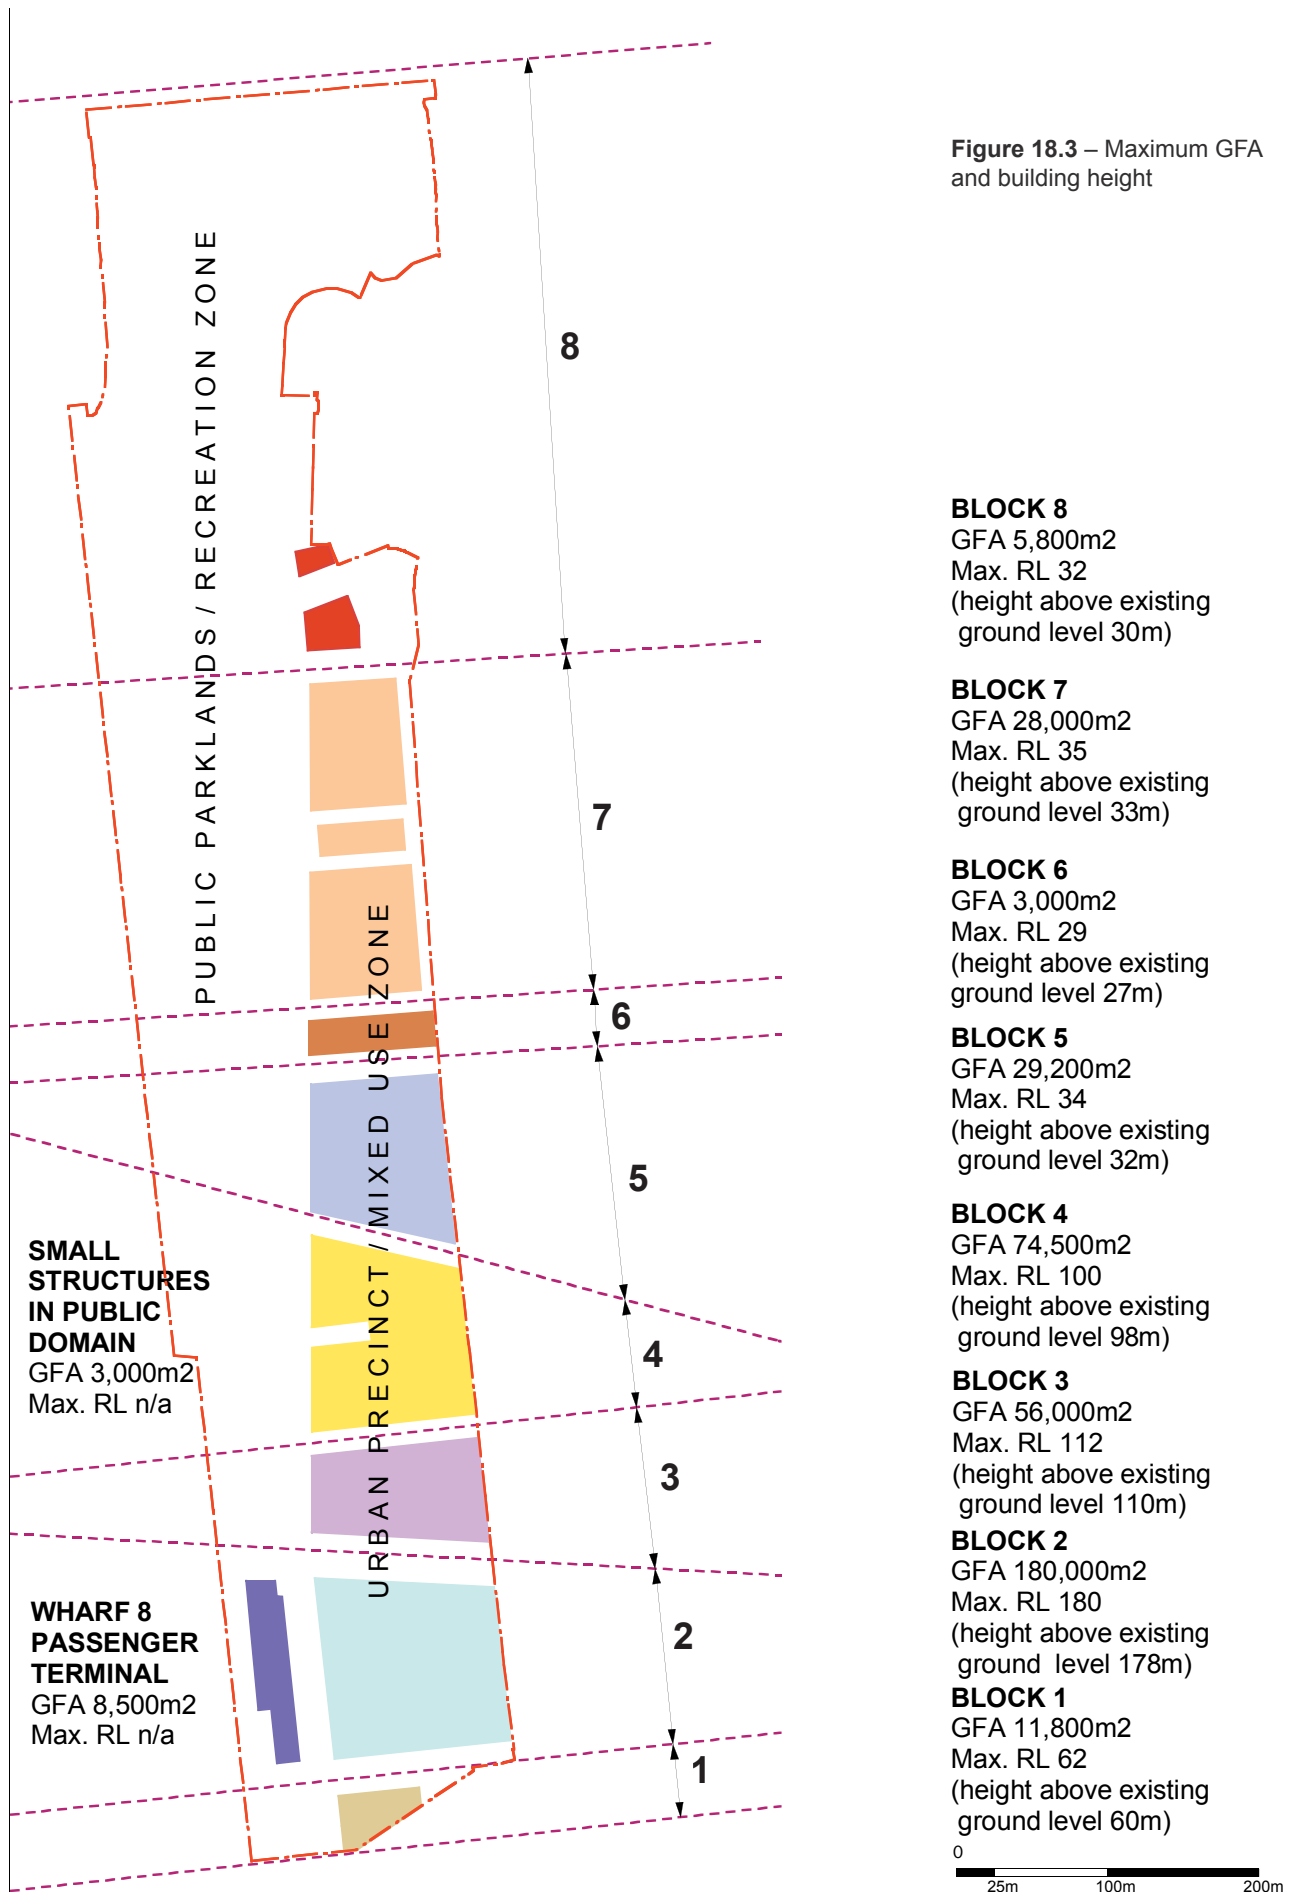 Figure 18.3 – Maximum GFA
and building height
PUBLIC PARKLANDS / RECREATION ZONE
URBAN PRECINCT / MIXED USE ZONE
8
7
6
5
4
3
2
1
SMALL
STRUCTURES
IN PUBLIC
DOMAIN
GFA 3,000m2
Max. RL n/a
WHARF 8
PASSENGER
TERMINAL
GFA 8,500m2
Max. RL n/a
BLOCK 8
GFA 5,800m2
Max. RL 32
(height above existing
ground level 30m)
BLOCK 7
GFA 28,000m2
Max. RL 35
(height above existing
ground level 33m)
BLOCK 6
GFA 3,000m2
Max. RL 29
(height above existing
ground level 27m)
BLOCK 5
GFA 29,200m2
Max. RL 34
(height above existing
ground level 32m)
BLOCK 4
GFA 74,500m2
Max. RL 100
(height above existing
ground level 98m)
BLOCK 3
GFA 56,000m2
Max. RL 112
(height above existing
ground level 110m)
BLOCK 2
GFA 180,000m2
Max. RL 180
(height above existing
ground level 178m)
BLOCK 1
GFA 11,800m2
Max. RL 62
(height above existing
ground level 60m)
0
25m 100m 200m